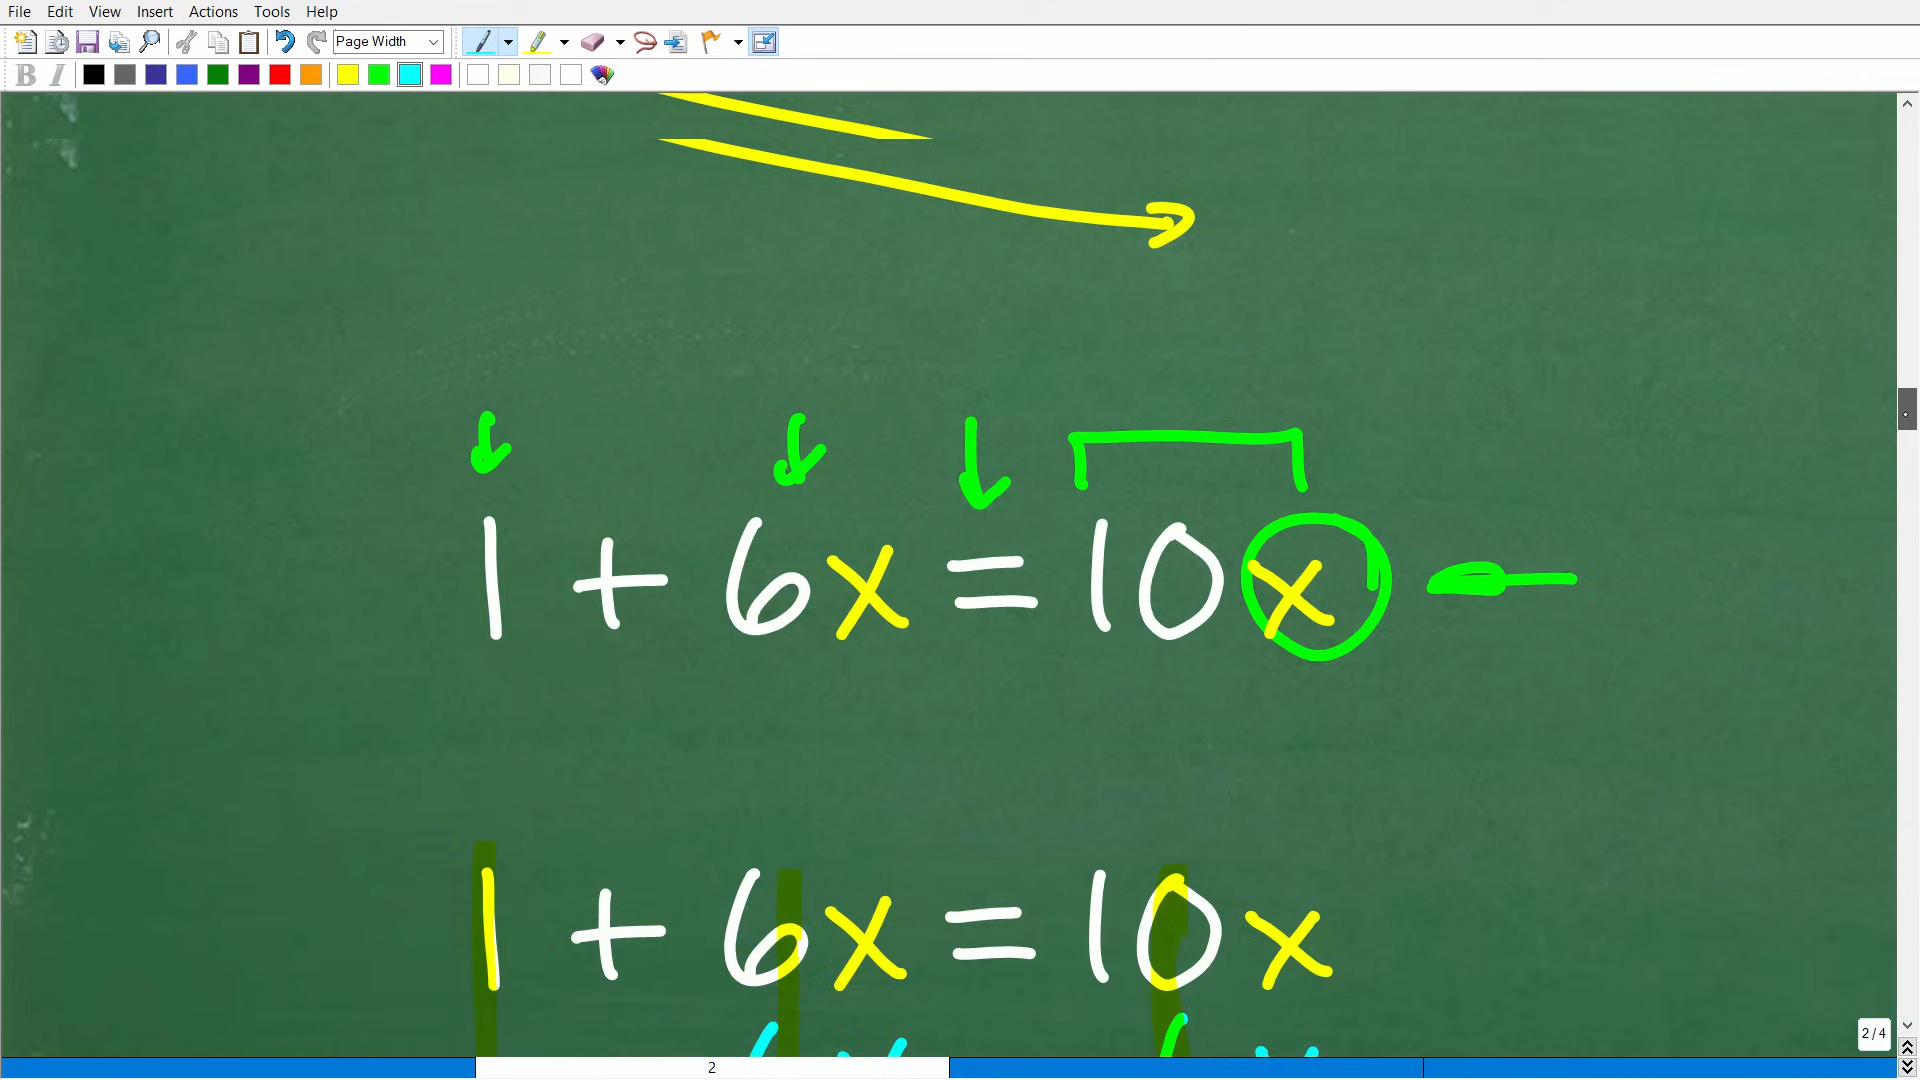 File Edit View Insert Actions Tools Help
Page Width
B I
1 + 6x = 10x
1 + 6x = 10x
2 / 4
2